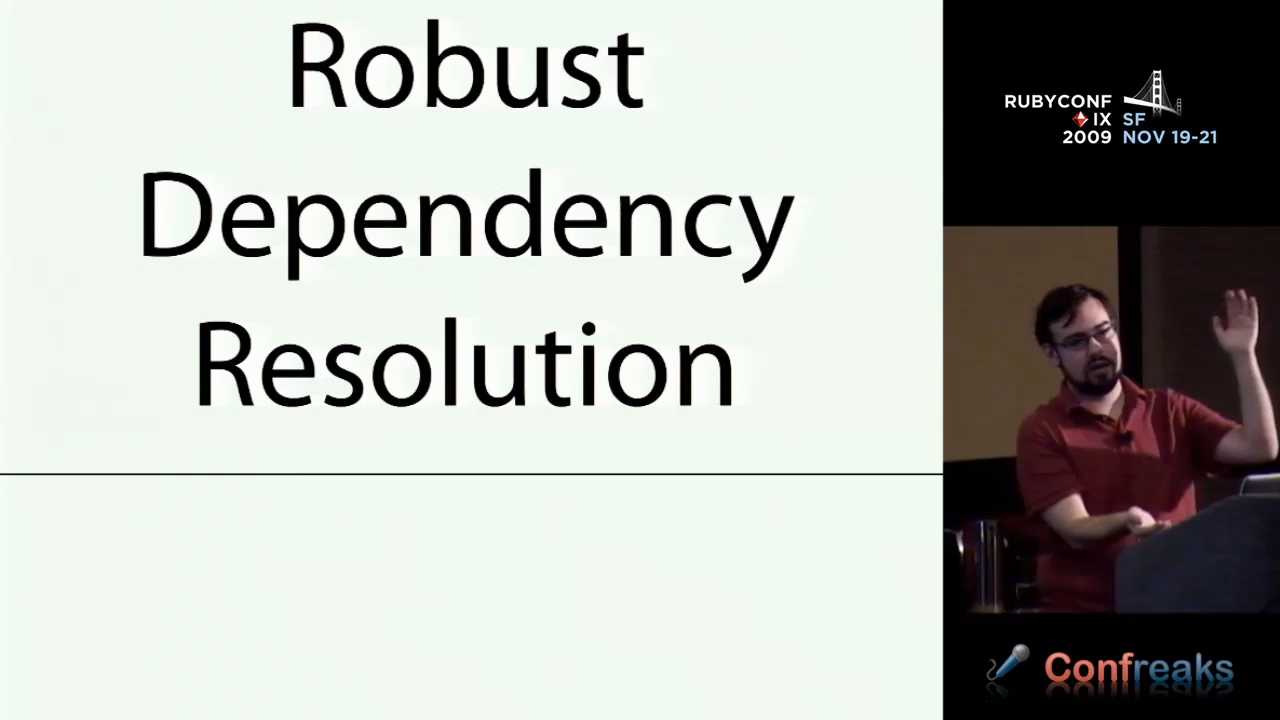 Robust
Dependency
Resolution
RUBYCONF
IX SF
2009 NOV 19-21
Confreaks